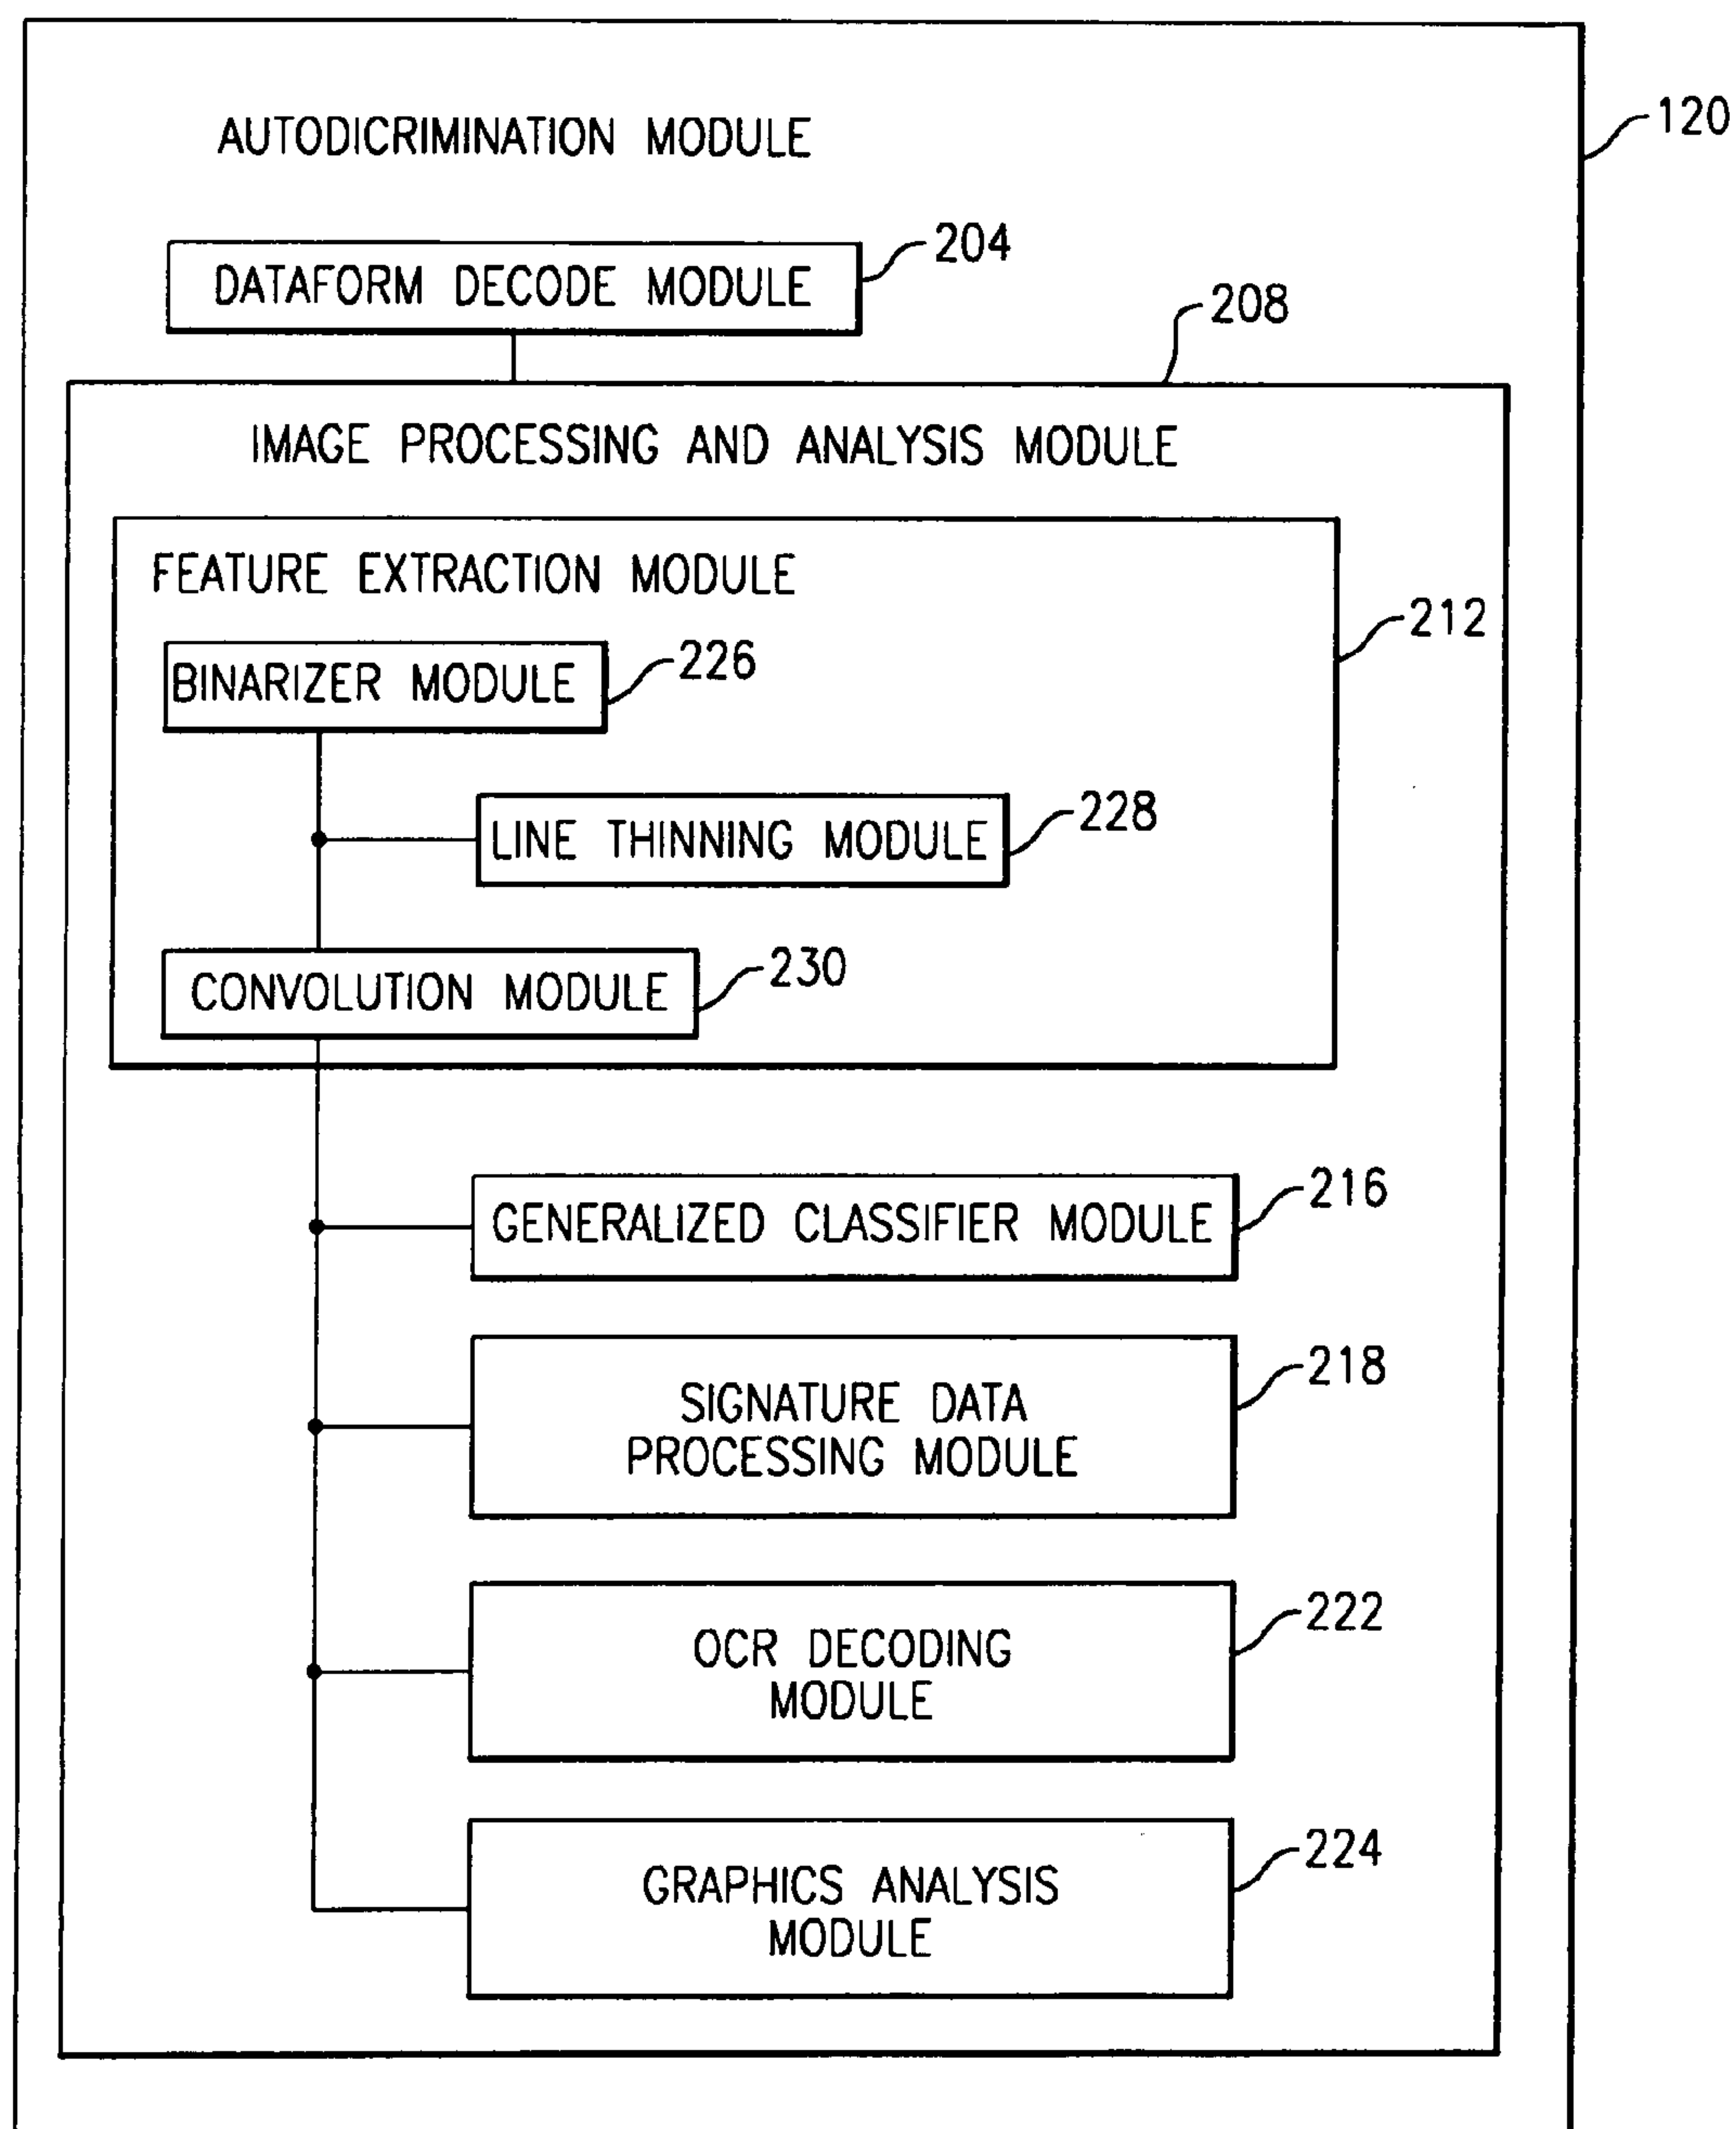 120
AUTODICRIMINATION MODULE
204
DATAFORM DECODE MODULE
208
IMAGE PROCESSING AND ANALYSIS MODULE
FEATURE EXTRACTION MODULE
212
BINARIZER MODULE
226
LINE THINNING MODULE
228
CONVOLUTION MODULE
230
GENERALIZED CLASSIFIER MODULE
216
SIGNATURE DATA
PROCESSING MODULE
218
OCR DECODING
MODULE
222
GRAPHICS ANALYSIS
MODULE
224